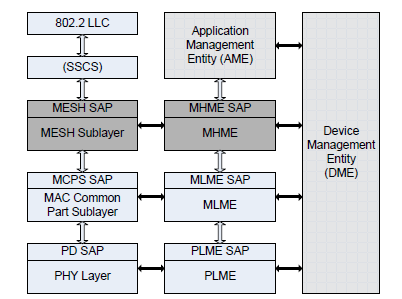 802.2 LLC
Application
Management
Entity (AME)
(SSCS)
MESH SAP
MESH Sublayer
MHME SAP
MHME
Device
Management
Entity
(DME)
MCPS SAP
MAC Common
Part Sublayer
MLME SAP
MLME
PD SAP
PHY Layer
PLME SAP
PLME